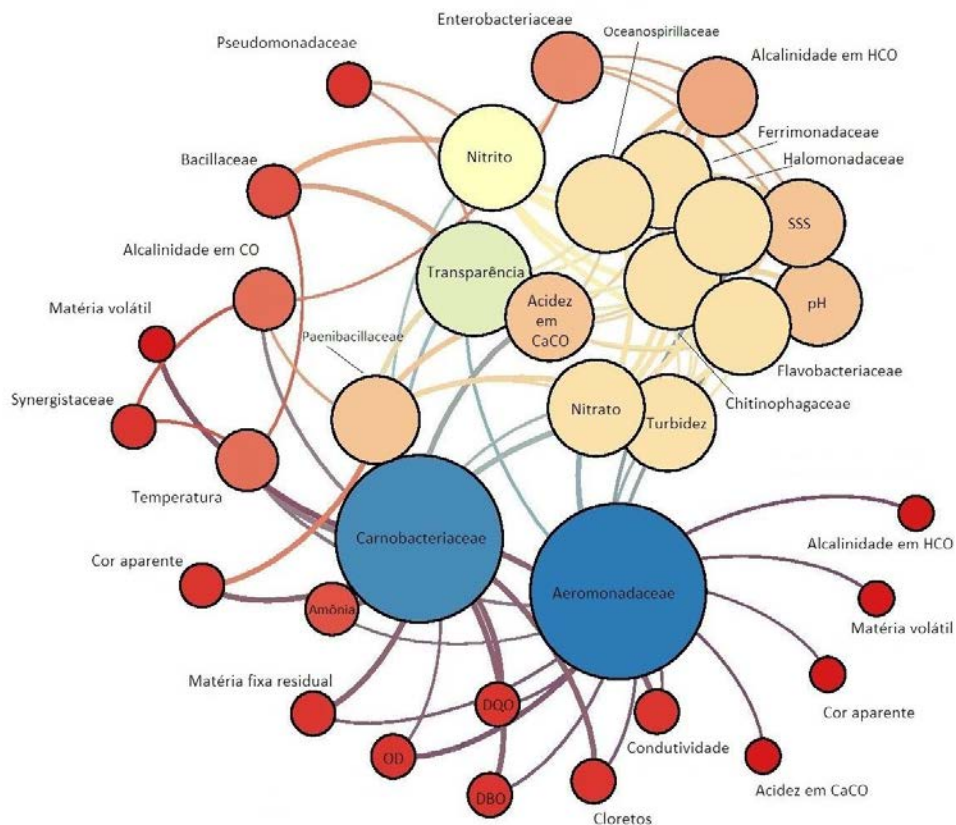 Enterobacteriaceae
Oceanospirillaceae
Pseudomonadaceae
Alcalinidade em HCO
Ferrimonadaceae
Halomonadaceae
Nitrito
Bacillaceae
SSS
Alcalinidade em CO
Transparência
Matéria volátil
Acidez
em
CaCO
pH
Paenibacillaceae
Flavobacteriaceae
Synergistaceae
Chitinophagaceae
Nitrato
Turbidez
Temperatura
Carnobacteriaceae
Alcalinidade em HCO
Cor aparente
Aeromonadaceae
Amônia
Matéria volátil
Matéria fixa residual
DQO
Cor aparente
Condutividade
OD
Acidez em CaCO
DBO
Cloretos